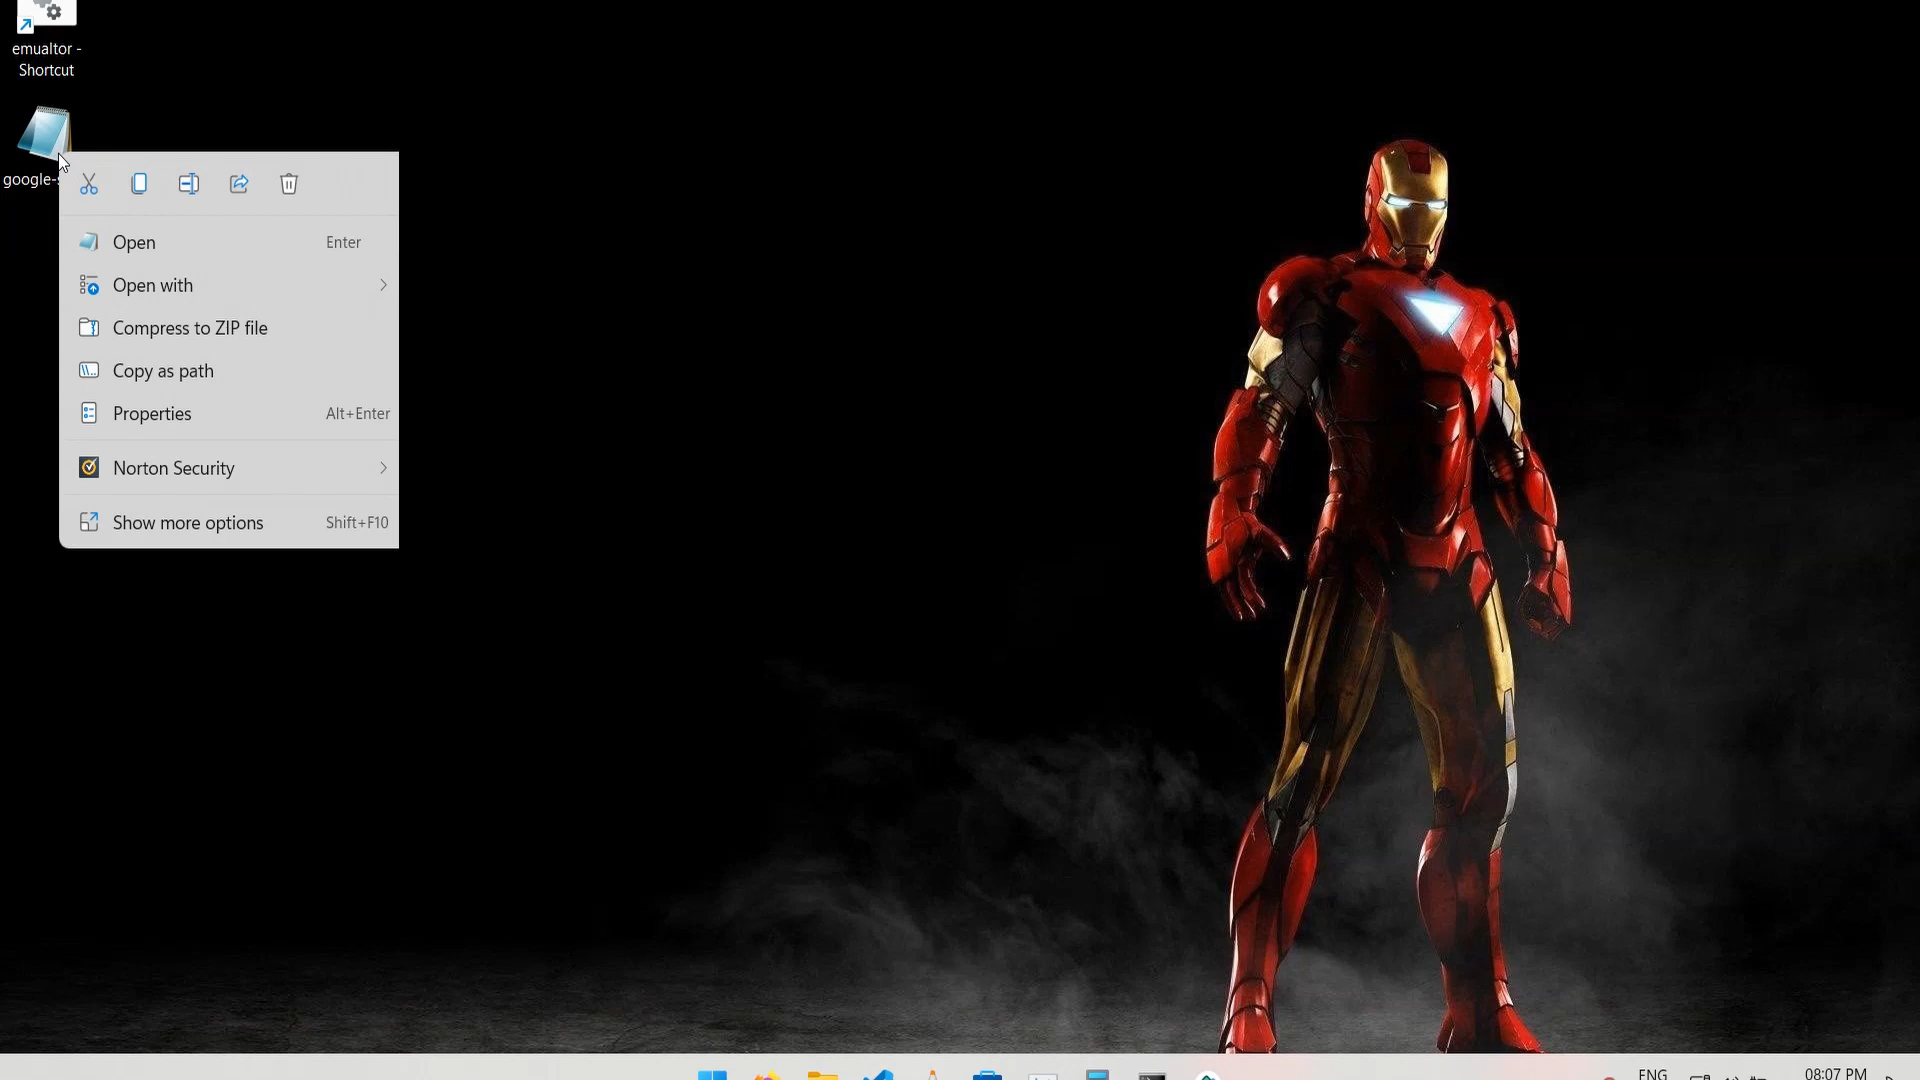 emualtor -
Shortcut
google-
Open Enter
Open with
Compress to ZIP file
Copy as path
Properties Alt+Enter
Norton Security
Show more options Shift+F10
ENG
08:07 PM